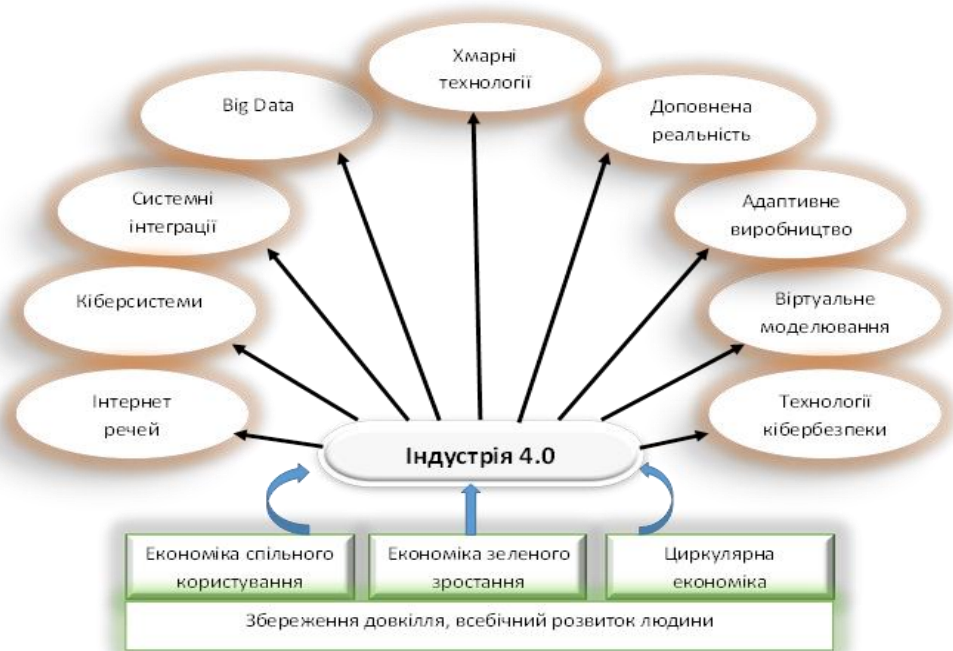 Хмарні
технології
Big Data
Доповнена
реальність
Системні
інтеграції
Адаптивне
виробництво
Кіберсистеми
Віртуальне
моделювання
Інтернет
речей
Технології
кібербезпеки
Індустрія 4.0
Економіка спільного
користування
Економіка зеленого
зростання
Циркулярна
економіка
Збереження довкілля, всебічний розвиток людини